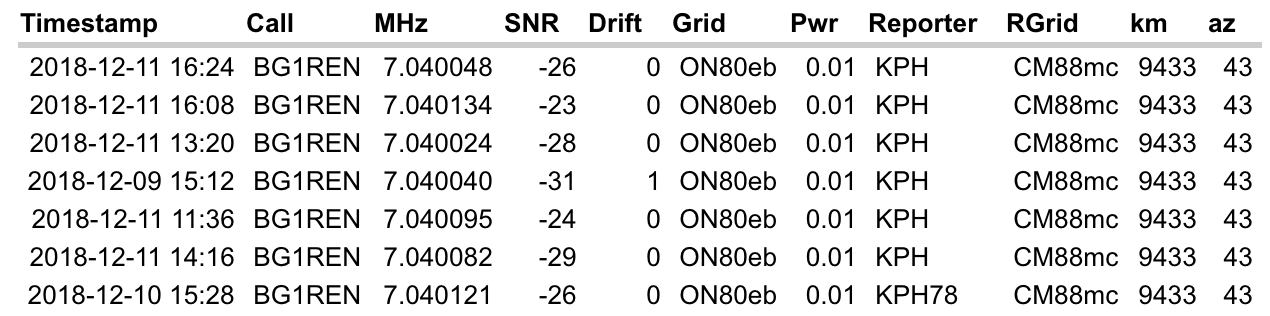 Timestamp Call MHz SNR Drift Grid Pwr Reporter RGrid km az
2018-12-11 16:24 BG1REN 7.040048 -26 0 ON80eb 0.01 KPH CM88mc 9433 43
2018-12-11 16:08 BG1REN 7.040134 -23 0 ON80eb 0.01 KPH CM88mc 9433 43
2018-12-11 13:20 BG1REN 7.040024 -28 0 ON80eb 0.01 KPH CM88mc 9433 43
2018-12-09 15:12 BG1REN 7.040040 -31 1 ON80eb 0.01 KPH CM88mc 9433 43
2018-12-11 11:36 BG1REN 7.040095 -24 0 ON80eb 0.01 KPH CM88mc 9433 43
2018-12-11 14:16 BG1REN 7.040082 -29 0 ON80eb 0.01 KPH CM88mc 9433 43
2018-12-10 15:28 BG1REN 7.040121 -26 0 ON80eb 0.01 KPH78 CM88mc 9433 43